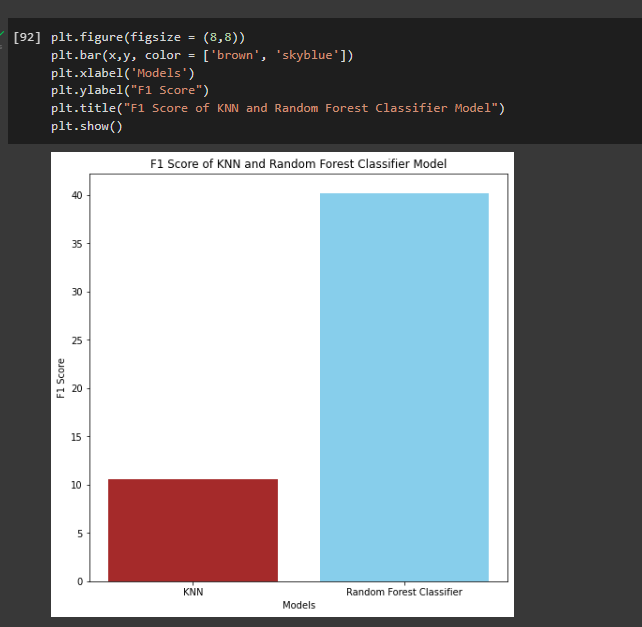 [92] plt.figure(figsize = (8,8))
plt.bar(x,y, color = ['brown', 'skyblue'])
plt.xlabel('Models')
plt.ylabel("F1 Score")
plt.title("F1 Score of KNN and Random Forest Classifier Model")
plt.show()
F1 Score of KNN and Random Forest Classifier Model
40
35
30
25
20
15
10
5
0
F1 Score
KNN
Random Forest Classifier
Models